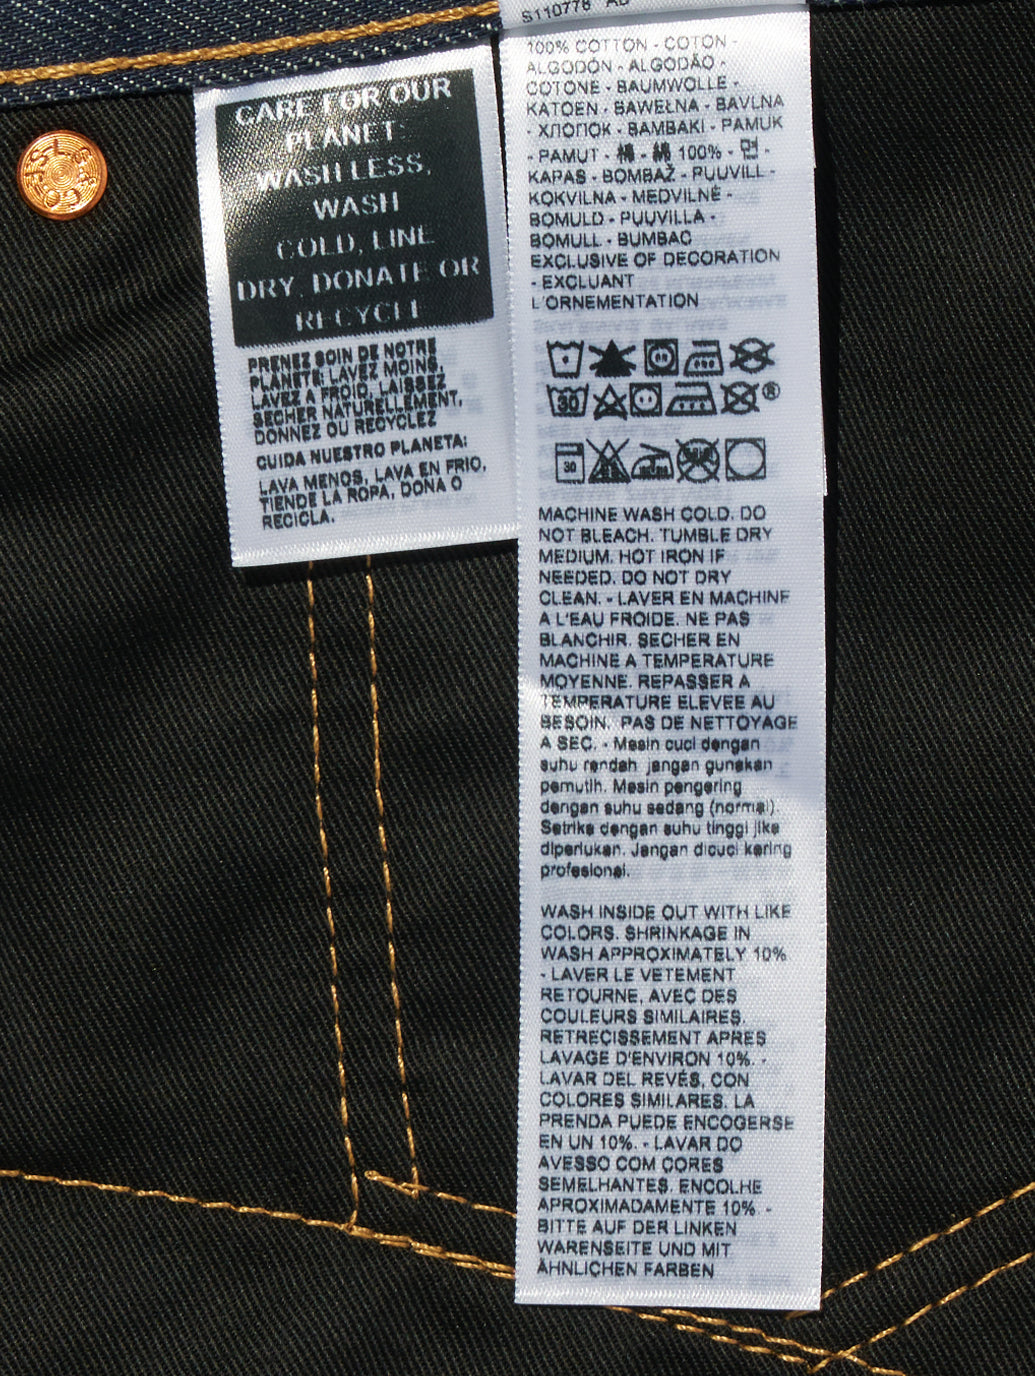 CARE FOR OUR
PLANET:
WASH LESS,
WASH
COLD, LINE
DRY, DONATE OR
RECYCLE
PRENEZ SOIN DE NOTRE
PLANÈTE: LAVEZ MOINS,
LAVEZ A FROID, LAISSEZ
SECHER NATURELLEMENT,
DONNEZ OU RECYCLEZ
CUIDA NUESTRO PLANETA:
LAVA MENOS, LAVA EN FRIO,
TIENDE LA ROPA, DONA O
RECICLA.
S110778
100% COTTON - COTON -
ALGODÓN - ALGODÃO -
COTONE - BAUMWOLLE -
KATOEN - BAWEŁNA - BAVLNA
- ХЛОПОК - BAMBAKI - PAMUK
- PAMUT - 棉 - 綿 100% - 면 -
KAPAS - BOMBAŽ - PUUVILL -
KOKVILNA - MEDVILNĖ -
BOMULD - PUUVILLA -
BOMULL - BUMBAC
EXCLUSIVE OF DECORATION
- EXCLUANT
L'ORNEMENTATION
30 ®
30
MACHINE WASH COLD. DO
NOT BLEACH. TUMBLE DRY
MEDIUM. HOT IRON IF
NEEDED. DO NOT DRY
CLEAN. - LAVER EN MACHINE
A L'EAU FROIDE. NE PAS
BLANCHIR. SECHER EN
MACHINE A TEMPERATURE
MOYENNE. REPASSER A
TEMPERATURE ELEVEE AU
BESOIN. PAS DE NETTOYAGE
A SEC. - Mesin cuci dengan
suhu rendah jangan gunakan
pemutih. Mesin pengering
dengan suhu sedang (normal).
Setrika dengan suhu tinggi jika
diperlukan. Jangan dicuci kering
profesional.
WASH INSIDE OUT WITH LIKE
COLORS. SHRINKAGE IN
WASH APPROXIMATELY 10%
- LAVER LE VETEMENT
RETOURNE, AVEC DES
COULEURS SIMILAIRES.
RETRECISSEMENT APRES
LAVAGE D'ENVIRON 10%. -
LAVAR DEL REVÉS, CON
COLORES SIMILARES. LA
PRENDA PUEDE ENCOGERSE
EN UN 10%. - LAVAR DO
AVESSO COM CORES
SEMELHANTES. ENCOLHE
APROXIMADAMENTE 10%. -
BITTE AUF DER LINKEN
WARENSEITE UND MIT
ÄHNLICHEN FARBEN